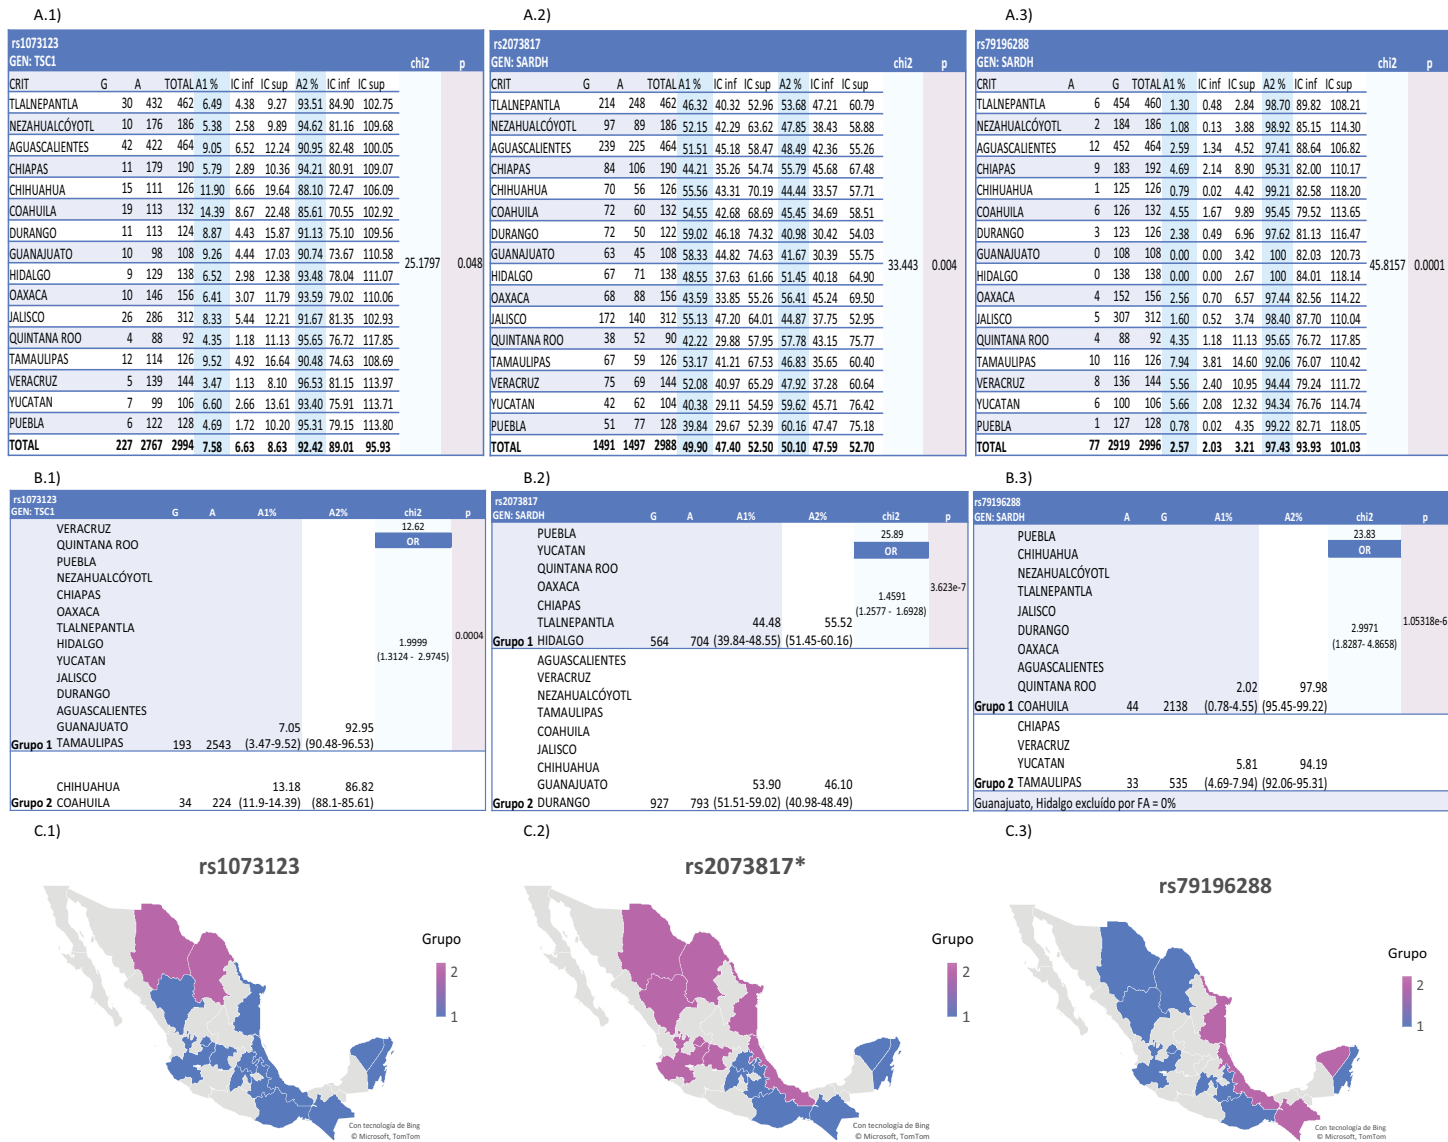 A.1)
A.2)
A.3)
rs1073123
GEN: TSC1 chi2 p
CRIT G A TOTAL A1 % IC inf IC sup A2 % IC inf IC sup
TLALNEPANTLA 30 432 462 6.49 4.38 9.27 93.51 84.90 102.75
NEZAHUALCÓYOTL 10 176 186 5.38 2.58 9.89 94.62 81.16 109.68
AGUASCALIENTES 42 422 464 9.05 6.52 12.24 90.95 82.48 100.05
CHIAPAS 11 179 190 5.79 2.89 10.36 94.21 80.91 109.07
CHIHUAHUA 15 111 126 11.90 6.66 19.64 88.10 72.47 106.09
COAHUILA 19 113 132 14.39 8.67 22.48 85.61 70.55 102.92
DURANGO 11 113 124 8.87 4.43 15.87 91.13 75.10 109.56
GUANAJUATO 10 98 108 9.26 4.44 17.03 90.74 73.67 110.58
25.1797 0.048
HIDALGO 9 129 138 6.52 2.98 12.38 93.48 78.04 111.07
OAXACA 10 146 156 6.41 3.07 11.79 93.59 79.02 110.06
JALISCO 26 286 312 8.33 5.44 12.21 91.67 81.35 102.93
QUINTANA ROO 4 88 92 4.35 1.18 11.13 95.65 76.72 117.85
TAMAULIPAS 12 114 126 9.52 4.92 16.64 90.48 74.63 108.69
VERACRUZ 5 139 144 3.47 1.13 8.10 96.53 81.15 113.97
YUCATAN 7 99 106 6.60 2.66 13.61 93.40 75.91 113.71
PUEBLA 6 122 128 4.69 1.72 10.20 95.31 79.15 113.80
TOTAL 227 2767 2994 7.58 6.63 8.63 92.42 89.01 95.93
rs2073817
GEN: SARDH chi2 p
CRIT G A TOTAL A1 % IC inf IC sup A2 % IC inf IC sup
TLALNEPANTLA 214 248 462 46.32 40.32 52.96 53.68 47.21 60.79
NEZAHUALCÓYOTL 97 89 186 52.15 42.29 63.62 47.85 38.43 58.88
AGUASCALIENTES 239 225 464 51.51 45.18 58.47 48.49 42.36 55.26
CHIAPAS 84 106 190 44.21 35.26 54.74 55.79 45.68 67.48
CHIHUAHUA 70 56 126 55.56 43.31 70.19 44.44 33.57 57.71
COAHUILA 72 60 132 54.55 42.68 68.69 45.45 34.69 58.51
DURANGO 72 50 122 59.02 46.18 74.32 40.98 30.42 54.03
GUANAJUATO 63 45 108 58.33 44.82 74.63 41.67 30.39 55.75
33.443 0.004
HIDALGO 67 71 138 48.55 37.63 61.66 51.45 40.18 64.90
OAXACA 68 88 156 43.59 33.85 55.26 56.41 45.24 69.50
JALISCO 172 140 312 55.13 47.20 64.01 44.87 37.75 52.95
QUINTANA ROO 38 52 90 42.22 29.88 57.95 57.78 43.15 75.77
TAMAULIPAS 67 59 126 53.17 41.21 67.53 46.83 35.65 60.40
VERACRUZ 75 69 144 52.08 40.97 65.29 47.92 37.28 60.64
YUCATAN 42 62 104 40.38 29.11 54.59 59.62 45.71 76.42
PUEBLA 51 77 128 39.84 29.67 52.39 60.16 47.47 75.18
TOTAL 1491 1497 2988 49.90 47.40 52.50 50.10 47.59 52.70
rs79196288
GEN: SARDH chi2 p
CRIT A G TOTAL A1 % IC inf IC sup A2 % IC inf IC sup
TLALNEPANTLA 6 454 460 1.30 0.48 2.84 98.70 89.82 108.21
NEZAHUALCÓYOTL 2 184 186 1.08 0.13 3.88 98.92 85.15 114.30
AGUASCALIENTES 12 452 464 2.59 1.34 4.52 97.41 88.64 106.82
CHIAPAS 9 183 192 4.69 2.14 8.90 95.31 82.00 110.17
CHIHUAHUA 1 125 126 0.79 0.02 4.42 99.21 82.58 118.20
COAHUILA 6 126 132 4.55 1.67 9.89 95.45 79.52 113.65
DURANGO 3 123 126 2.38 0.49 6.96 97.62 81.13 116.47
GUANAJUATO 0 108 108 0.00 0.00 3.42 100 82.03 120.73
45.8157 0.0001
HIDALGO 0 138 138 0.00 0.00 2.67 100 84.01 118.14
OAXACA 4 152 156 2.56 0.70 6.57 97.44 82.56 114.22
JALISCO 5 307 312 1.60 0.52 3.74 98.40 87.70 110.04
QUINTANA ROO 4 88 92 4.35 1.18 11.13 95.65 76.72 117.85
TAMAULIPAS 10 116 126 7.94 3.81 14.60 92.06 76.07 110.42
VERACRUZ 8 136 144 5.56 2.40 10.95 94.44 79.24 111.72
YUCATAN 6 100 106 5.66 2.08 12.32 94.34 76.76 114.74
PUEBLA 1 127 128 0.78 0.02 4.35 99.22 82.71 118.05
TOTAL 77 2919 2996 2.57 2.03 3.21 97.43 93.93 101.03
B.1)
B.2)
B.3)
rs1073123
GEN: TSC1 G A A1% A2% chi2 p
VERACRUZ 12.62
QUINTANA ROO OR
PUEBLA
NEZAHUALCÓYOTL
CHIAPAS
OAXACA
TLALNEPANTLA 0.0004
HIDALGO 1.9999
YUCATAN (1.3124 - 2.9745)
JALISCO
DURANGO
AGUASCALIENTES
GUANAJUATO 7.05 92.95
Grupo 1 TAMAULIPAS 193 2543 (3.47-9.52) (90.48-96.53)
CHIHUAHUA 13.18 86.82
Grupo 2 COAHUILA 34 224 (11.9-14.39) (88.1-85.61)
rs2073817
GEN: SARDH G A A1% A2% chi2 p
PUEBLA 25.89
YUCATAN OR
QUINTANA ROO
OAXACA 3.623e-7
CHIAPAS 1.4591
(1.2577 - 1.6928)
TLALNEPANTLA 44.48 55.52
Grupo 1 HIDALGO 564 704 (39.84-48.55) (51.45-60.16)
AGUASCALIENTES
VERACRUZ
NEZAHUALCÓYOTL
TAMAULIPAS
COAHUILA
JALISCO
CHIHUAHUA
GUANAJUATO 53.90 46.10
Grupo 2 DURANGO 927 793 (51.51-59.02) (40.98-48.49)
rs79196288
GEN: SARDH A G A1% A2% chi2 p
PUEBLA 23.83
CHIHUAHUA OR
NEZAHUALCÓYOTL
TLALNEPANTLA
JALISCO 1.05318e-6
DURANGO 2.9971
OAXACA (1.8287- 4.8658)
AGUASCALIENTES
QUINTANA ROO 2.02 97.98
Grupo 1 COAHUILA 44 2138 (0.78-4.55) (95.45-99.22)
CHIAPAS
VERACRUZ
YUCATAN 5.81 94.19
Grupo 2 TAMAULIPAS 33 535 (4.69-7.94) (92.06-95.31)
Guanajuato, Hidalgo excluído por FA = 0%
C.1)
C.2)
C.3)
rs1073123
Grupo
2
1
Con tecnología de Bing
© Microsoft, TomTom
rs2073817*
Grupo
2
1
Con tecnología de Bing
© Microsoft, TomTom
rs79196288
Grupo
2
1
Con tecnología de Bing
© Microsoft, TomTom